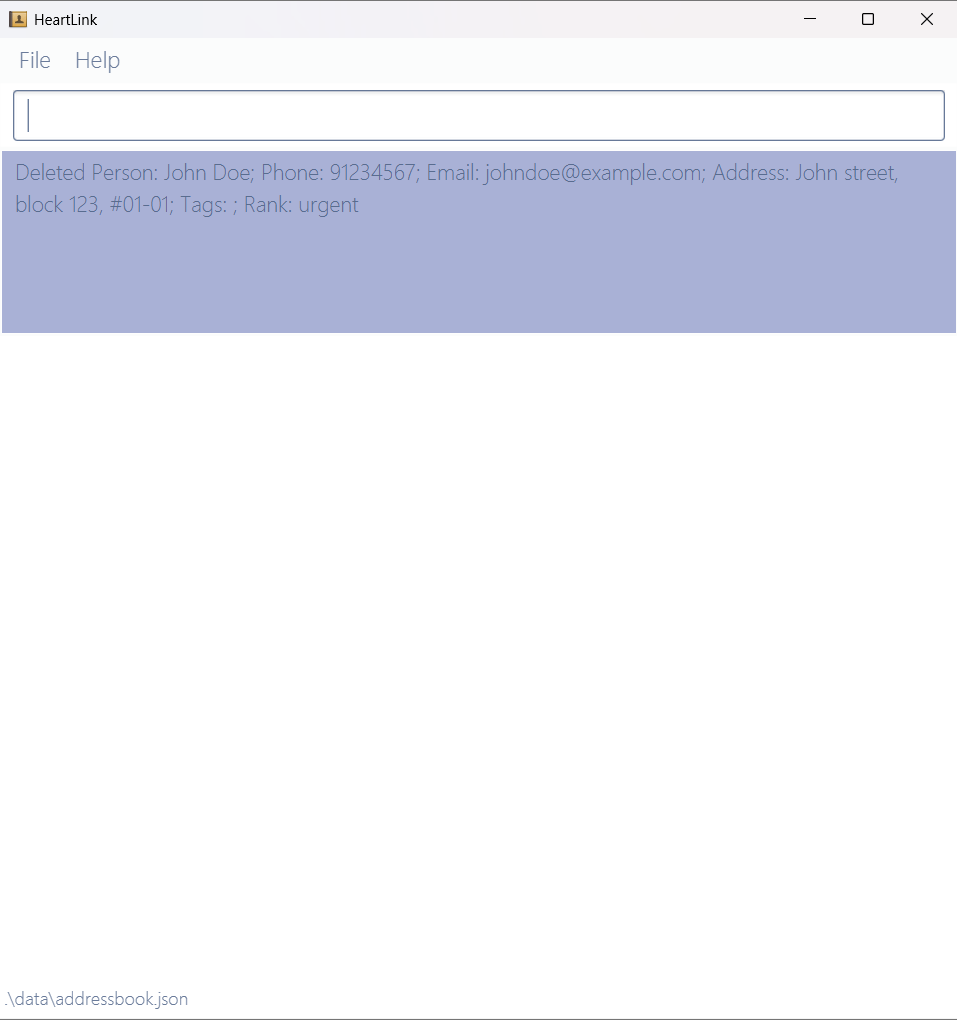 HeartLink
File Help
Deleted Person: John Doe; Phone: 91234567; Email: johndoe@example.com; Address: John street,
block 123, #01-01; Tags: ; Rank: urgent
.\data\addressbook.json